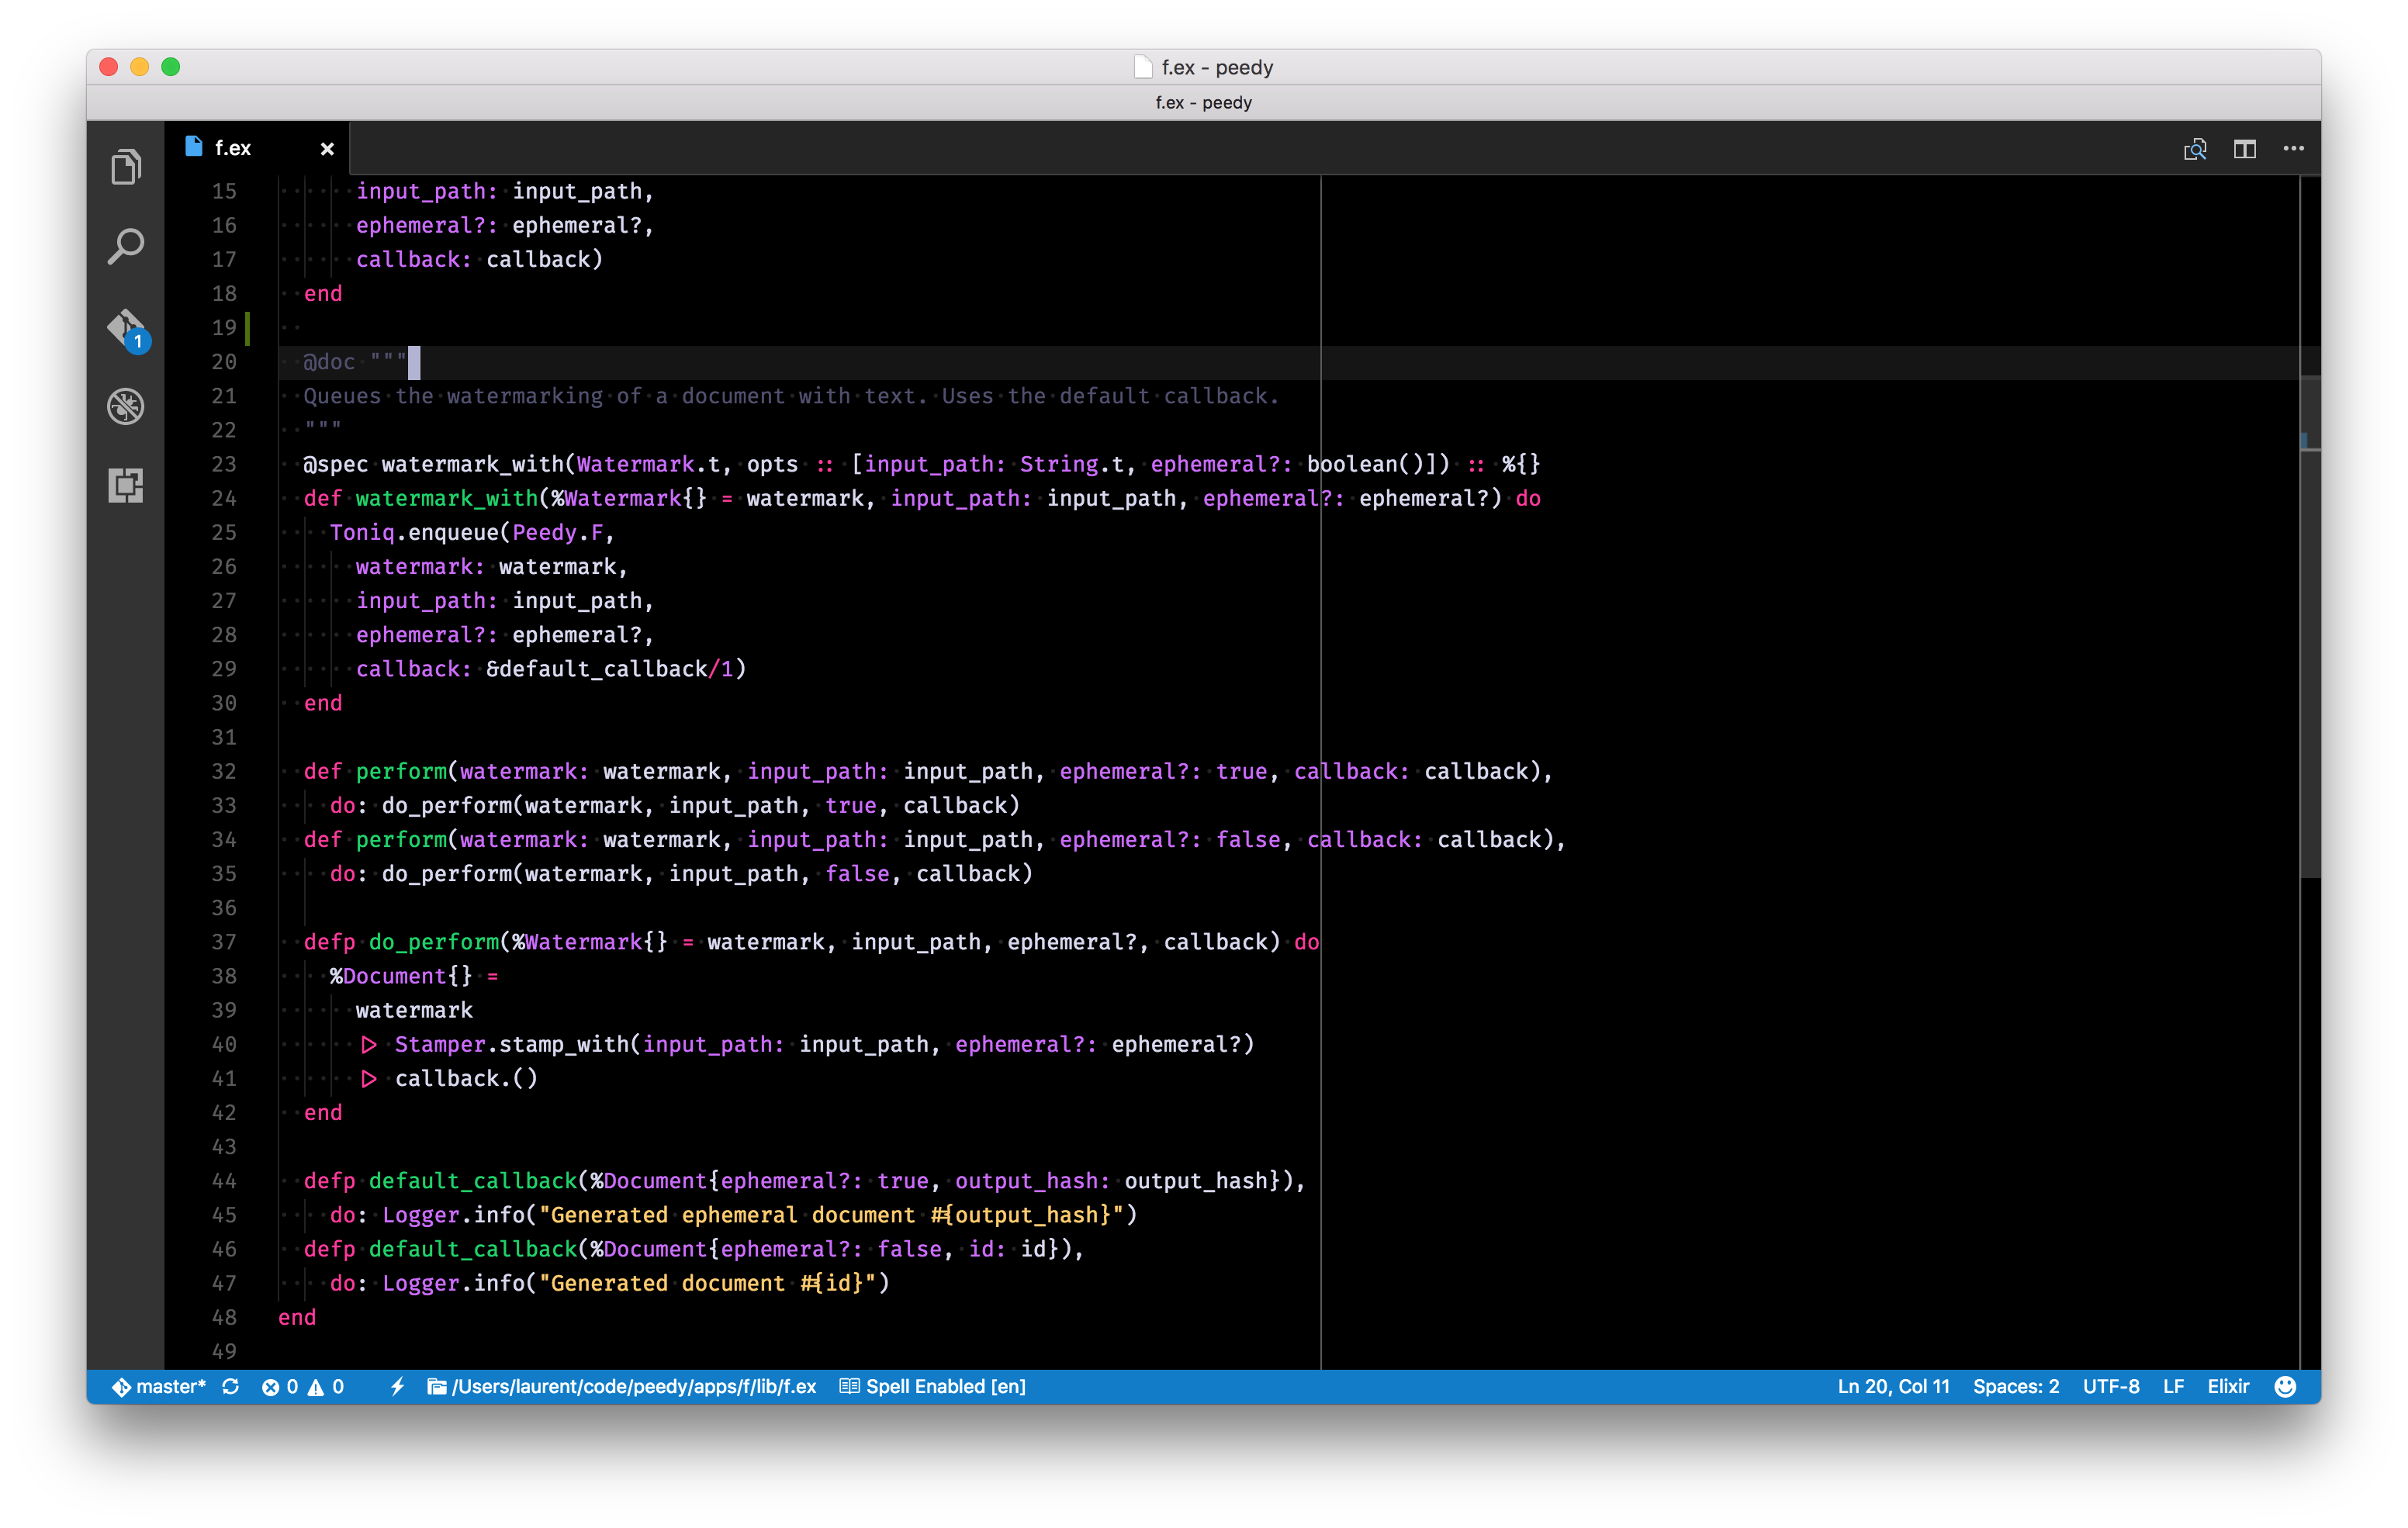 f.ex - peedy
f.ex - peedy
f.ex
15 input_path: input_path,
16 ephemeral?: ephemeral?,
17 callback: callback)
18 end
19
20 @doc """
21 Queues the watermarking of a document with text. Uses the default callback.
22 """
23 @spec watermark_with(Watermark.t, opts :: [input_path: String.t, ephemeral?: boolean()]) :: %{}
24 def watermark_with(%Watermark{} = watermark, input_path: input_path, ephemeral?: ephemeral?) do
25 Toniq.enqueue(Peedy.F,
26 watermark: watermark,
27 input_path: input_path,
28 ephemeral?: ephemeral?,
29 callback: &default_callback/1)
30 end
31
32 def perform(watermark: watermark, input_path: input_path, ephemeral?: true, callback: callback),
33 do: do_perform(watermark, input_path, true, callback)
34 def perform(watermark: watermark, input_path: input_path, ephemeral?: false, callback: callback),
35 do: do_perform(watermark, input_path, false, callback)
36
37 defp do_perform(%Watermark{} = watermark, input_path, ephemeral?, callback) do
38 %Document{} =
39 watermark
40 |> Stamper.stamp_with(input_path: input_path, ephemeral?: ephemeral?)
41 |> callback.()
42 end
43
44 defp default_callback(%Document{ephemeral?: true, output_hash: output_hash}),
45 do: Logger.info("Generated ephemeral document #{output_hash}")
46 defp default_callback(%Document{ephemeral?: false, id: id}),
47 do: Logger.info("Generated document #{id}")
48 end
49
1
master* 0 0 /Users/laurent/code/peedy/apps/f/lib/f.ex Spell Enabled [en] Ln 20, Col 11 Spaces: 2 UTF-8 LF Elixir